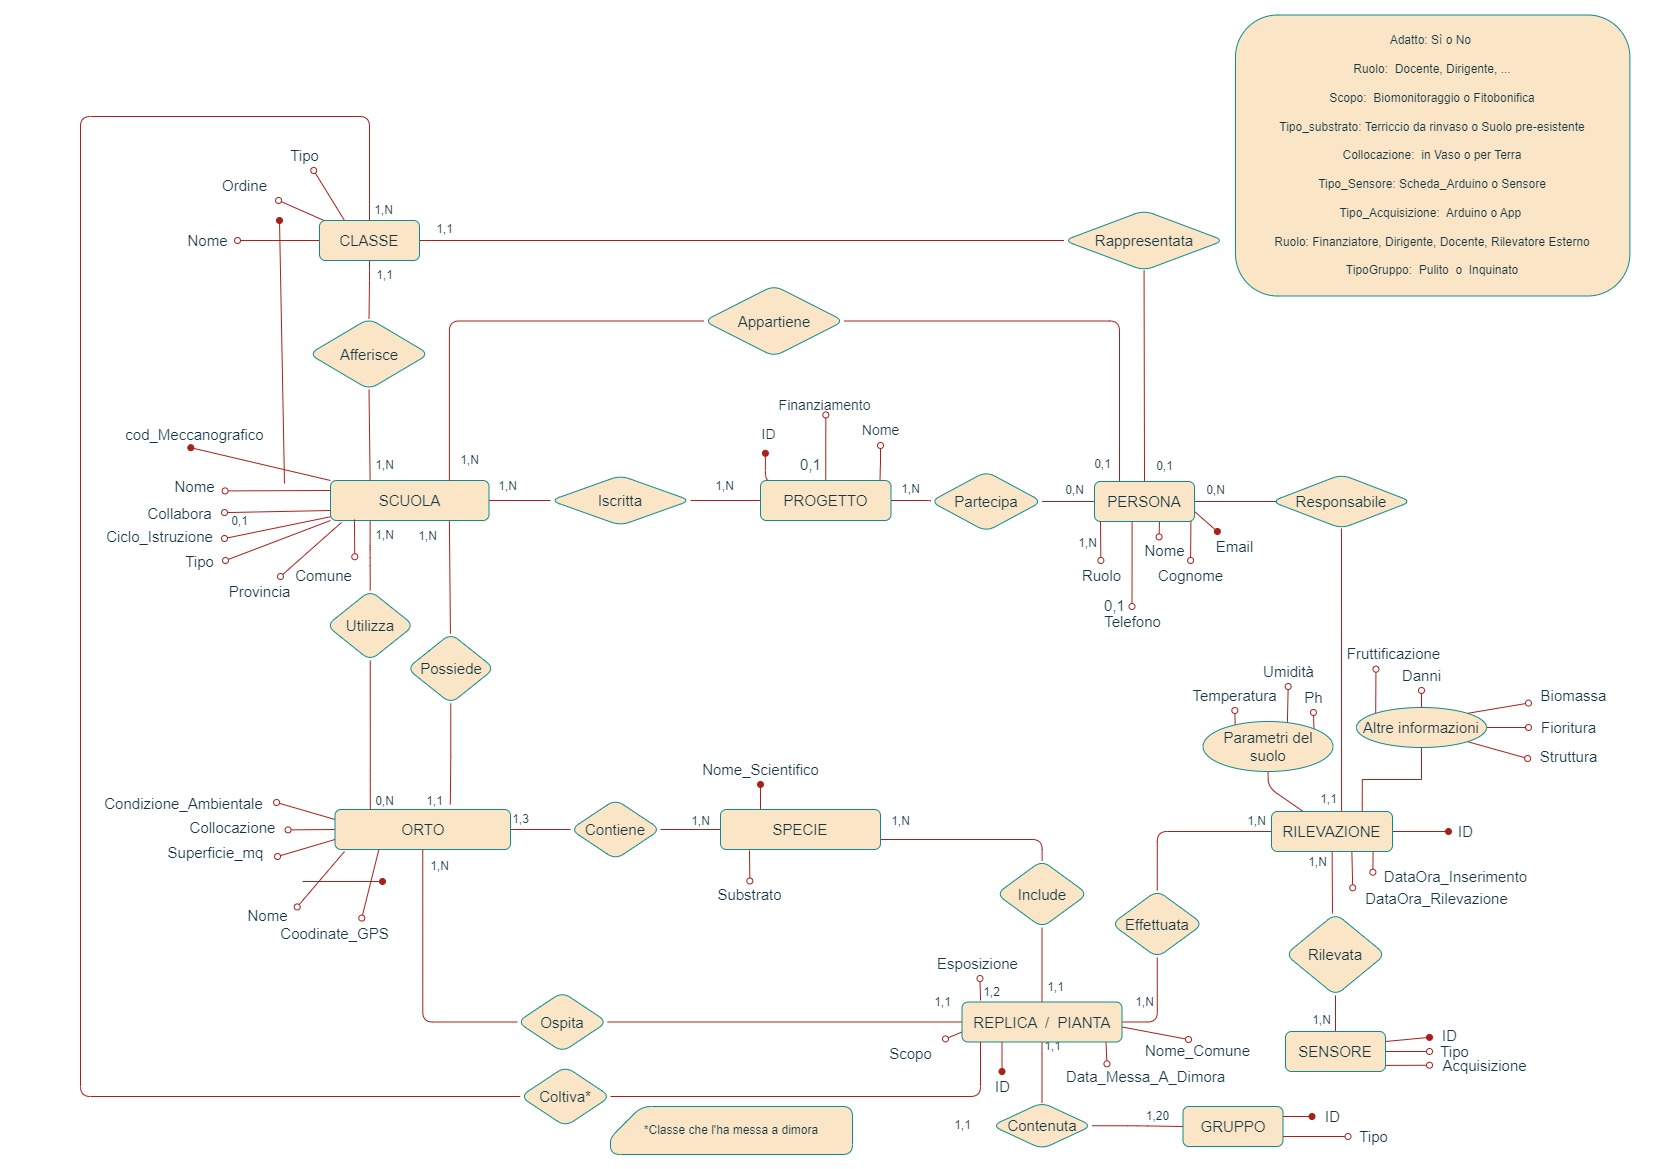 Adatto: Sì o No
Ruolo: Docente, Dirigente, ...
Scopo: Biomonitoraggio o Fitobonifica
Tipo_substrato: Terriccio da rinvaso o Suolo pre-esistente
Collocazione: in Vaso o per Terra
Tipo_Sensore: Scheda_Arduino o Sensore
Tipo_Acquisizione: Arduino o App
Ruolo: Finanziatore, Dirigente, Docente, Rilevatore Esterno
TipoGruppo: Pulito o Inquinato
Tipo
Ordine
1,N
Nome
CLASSE
1,1
Rappresentata
1,1
Appartiene
Afferisce
Finanziamento
cod_Meccanografico
ID
Nome
1,N
1,N
0,1
0,1
0,1
Nome
SCUOLA
1,N
Iscritta
1,N
PROGETTO
1,N
Partecipa
0,N
PERSONA
0,N
Responsabile
Collabora
0,1
Ciclo_Istruzione
1,N
1,N
1,N
Nome
Email
Tipo
Comune
Provincia
Ruolo
Cognome
0,1
Telefono
Utilizza
Possiede
Fruttificazione
Umidità
Danni
Temperatura
Ph
Biomassa
Altre informazioni
Fioritura
Parametri del
suolo
Struttura
Nome_Scientifico
Condizione_Ambientale
0,N
1,1
1,1
Collocazione
ORTO
1,3
Contiene
1,N
SPECIE
1,N
1,N
RILEVAZIONE
ID
Superficie_mq
1,N
1,N
DataOra_Inserimento
Substrato
Include
DataOra_Rilevazione
Nome
Coodinate_GPS
Effettuata
Rilevata
Esposizione
1,2
1,1
1,1
1,N
Ospita
REPLICA / PIANTA
1,N
Scopo
1,1
Nome_Comune
SENSORE
ID
Tipo
Acquisizione
ID
Data_Messa_A_Dimora
Coltiva*
*Classe che l'ha messa a dimora
1,1
Contenuta
1,20
GRUPPO
ID
Tipo